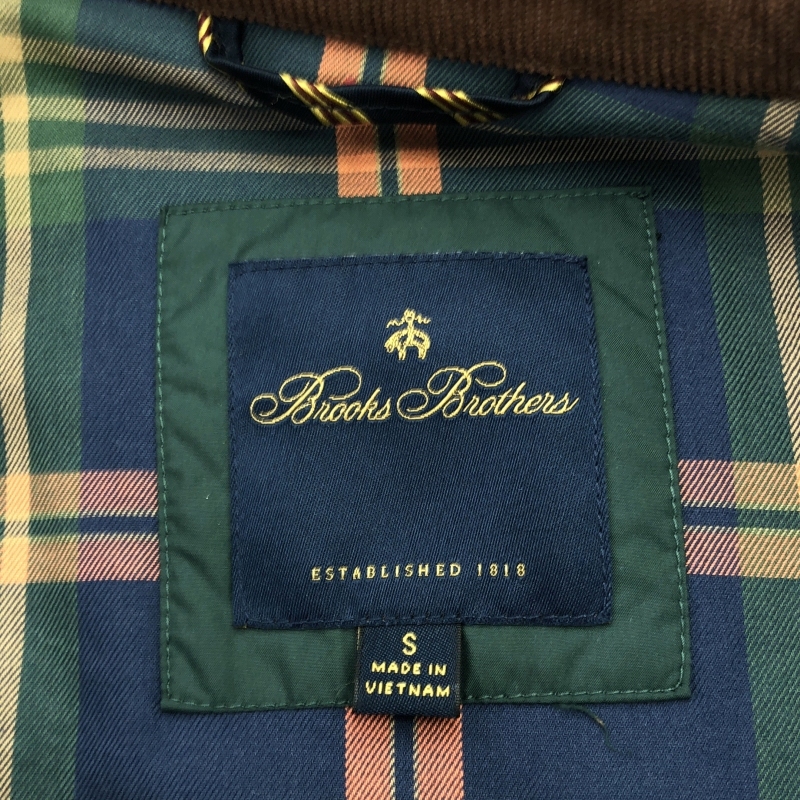 Brooks Brothers
ESTABLISHED 1818
S
MADE IN
VIETNAM